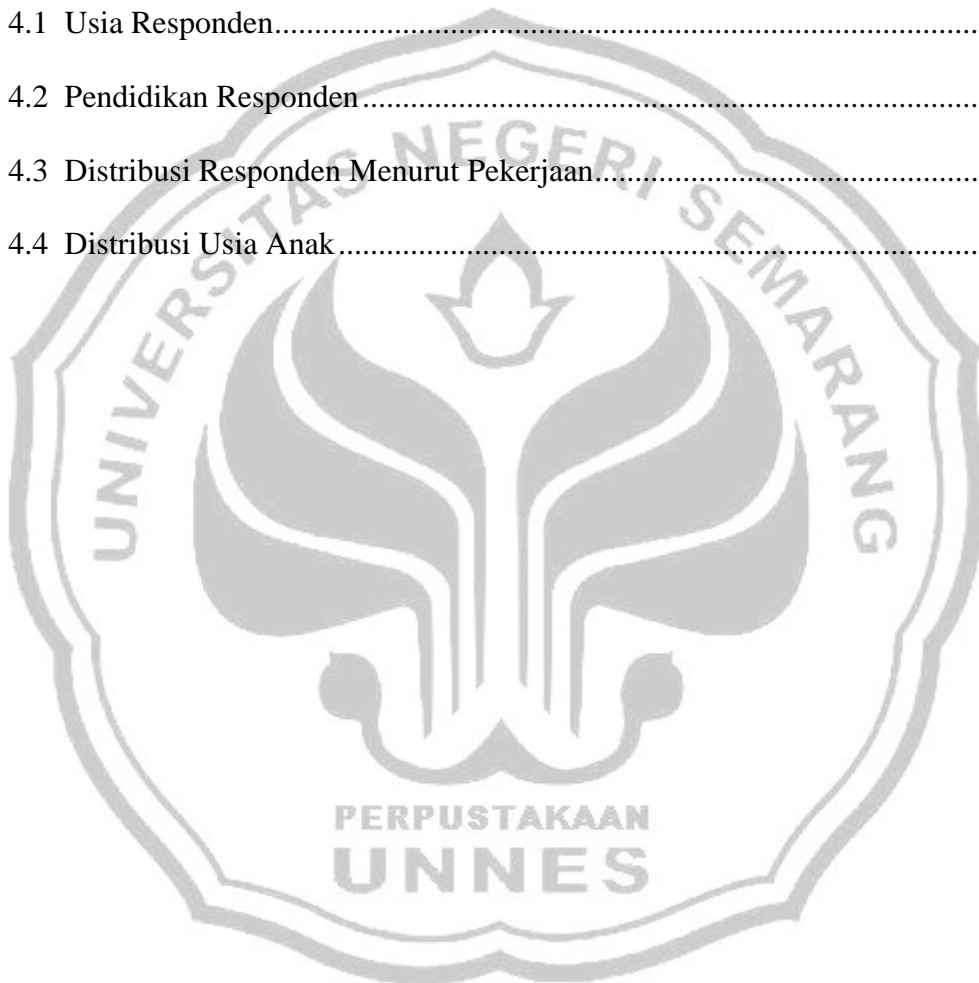 4.1 Usia Responden........................................................................................
4.2 Pendidikan Responden............................................................................
4.3 Distribusi Responden Menurut Pekerjaan................................................
4.4 Distribusi Usia Anak................................................................................
UNIVERSITAS NEGERI SEMARANG
PERPUSTAKAAN
UNNES